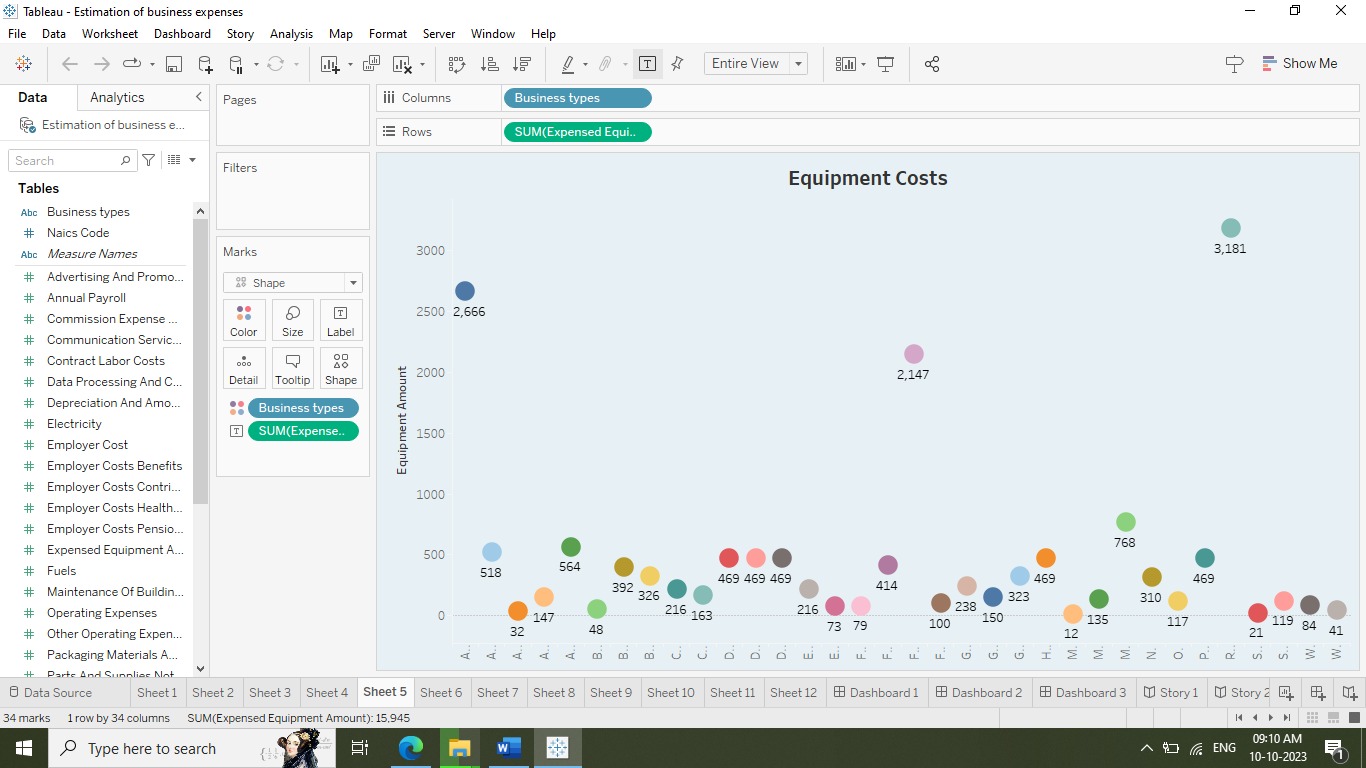 Tableau - Estimation of business expenses
File Data Worksheet Dashboard Story Analysis Map Format Server Window Help
Entire View
Show Me
Data Analytics
Pages
Columns Business types
Estimation of business e...
Rows SUM(Expensed Equi..
Search
Tables
Business types
Naics Code
Measure Names
Advertising And Promo...
Annual Payroll
Commission Expense ...
Communication Servic...
Contract Labor Costs
Data Processing And C...
Depreciation And Amo...
Electricity
Employer Cost
Employer Costs Benefits
Employer Costs Contri...
Employer Costs Health...
Employer Costs Pensio...
Expensed Equipment A...
Fuels
Maintenance Of Buildin...
Operating Expenses
Other Operating Expen...
Packaging Materials A...
Parts And Supplies Not
Filters
Marks
Shape
Color Size Label
Detail Tooltip Shape
Business types
SUM(Expense..
Equipment Costs
Equipment Amount
3000
2500
2000
1500
1000
500
0
2,666 518 32 147 564 48 392 326 216 163 469 469 469 216 73 79 414 2,147 100 238 150 323 469 12 135 768 310 117 469 3,181 21 119 84 41
A.. A.. A.. A.. A.. B.. B.. B.. C.. C.. D.. D.. D.. E.. E.. F.. F.. F.. F.. G.. G.. G.. H.. M.. M.. M.. N.. O.. P.. R.. S.. S.. W.. W..
Data Source Sheet 1 Sheet 2 Sheet 3 Sheet 4 Sheet 5 Sheet 6 Sheet 7 Sheet 8 Sheet 9 Sheet 10 Sheet 11 Sheet 12 Dashboard 1 Dashboard 2 Dashboard 3 Story 1 Story 2
34 marks 1 row by 34 columns SUM(Expensed Equipment Amount): 15,945
Type here to search
ENG
09:10 AM
10-10-2023
1